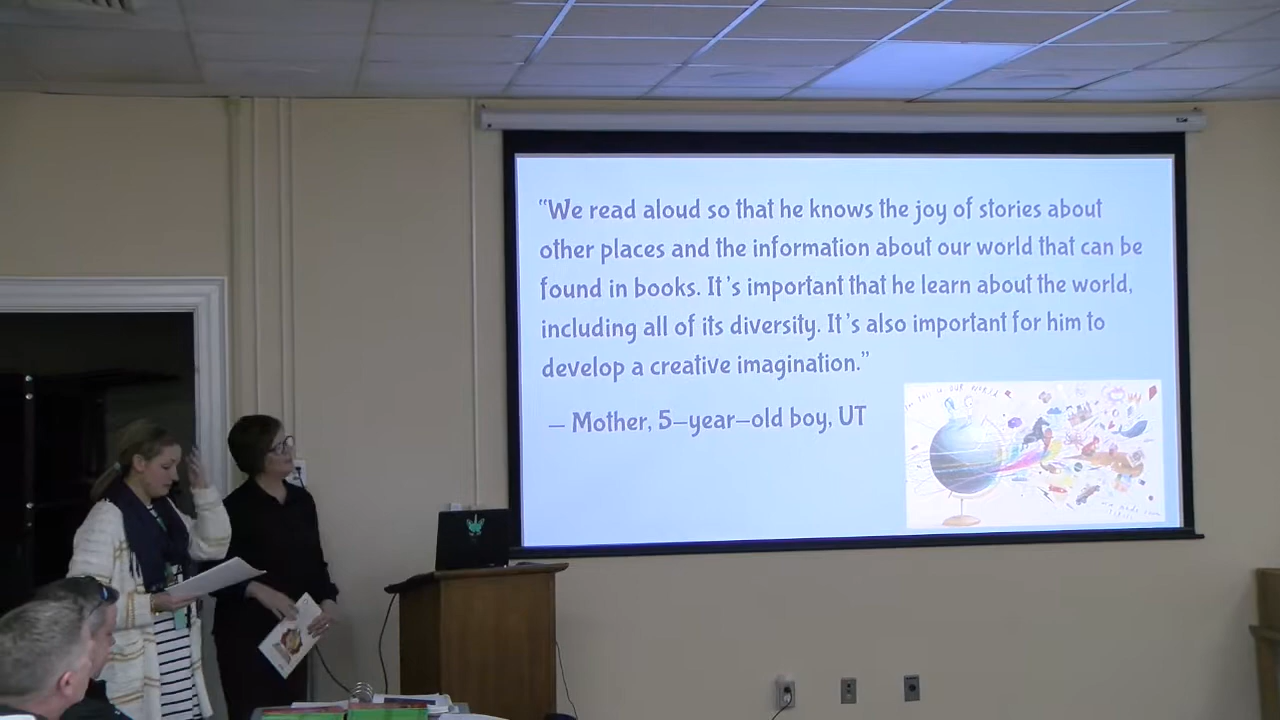 “We read aloud so that he knows the joy of stories about
other places and the information about our world that can be
found in books. It’s important that he learn about the world,
including all of its diversity. It’s also important for him to
develop a creative imagination.”
– Mother, 5–year–old boy, UT
OUR WORLD